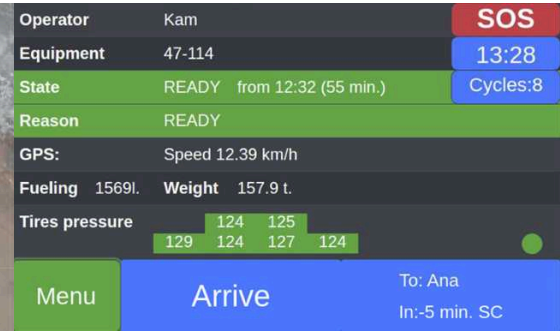 Operator Kam SOS
Equipment 47-114 13:28
State READY from 12:32 (55 min.) Cycles:8
Reason READY
GPS: Speed 12.39 km/h
Fueling 1569l. Weight 157.9 t.
Tires pressure 124 125
129 124 127 124
Menu Arrive To: Ana
In:-5 min. SC